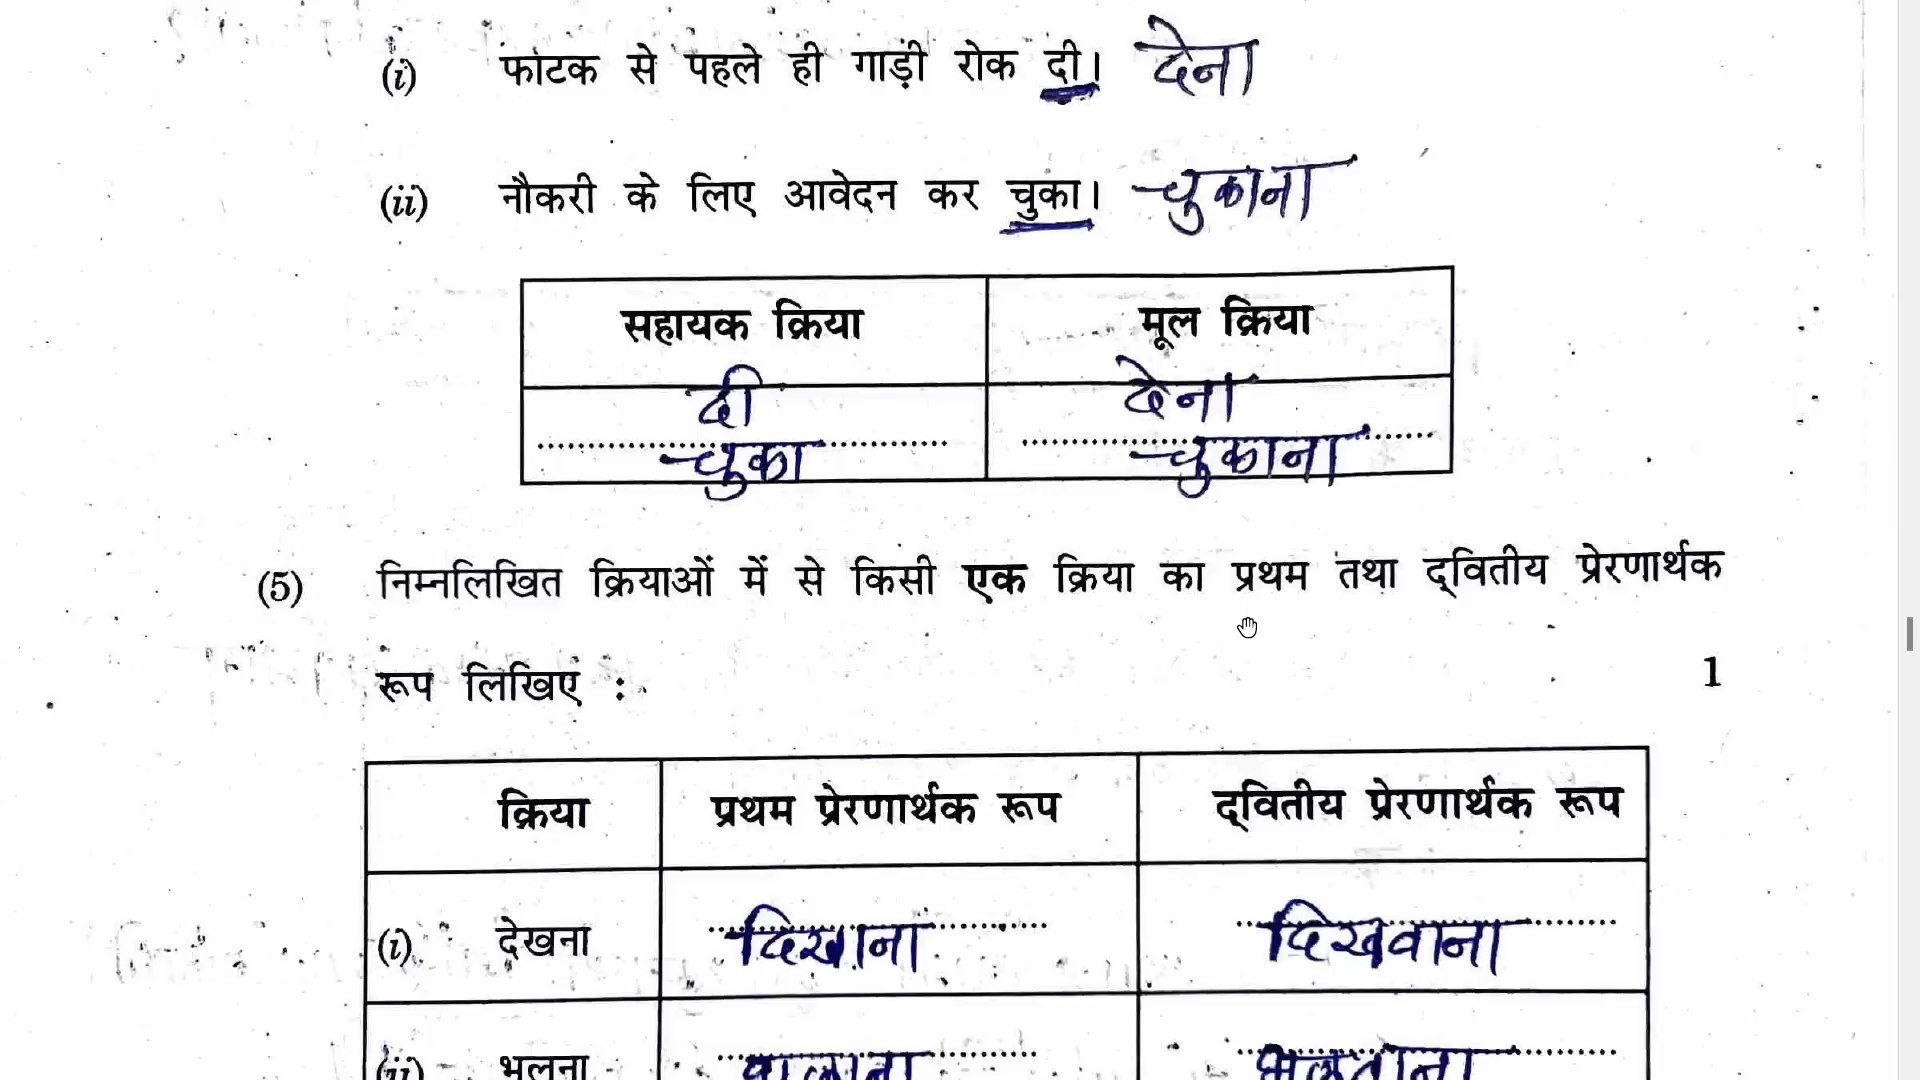 (i) फाटक से पहले ही गाड़ी रोक दी। देना
(ii) नौकरी के लिए आवेदन कर चुका। चुकाना
सहायक क्रिया मूल क्रिया
दी देना
चुका चुकाना
(5) निम्नलिखित क्रियाओं में से किसी एक क्रिया का प्रथम तथा द्‌वितीय प्रेरणार्थक
रूप लिखिए : 1
क्रिया प्रथम प्रेरणार्थक रूप द्‌वितीय प्रेरणार्थक रूप
(i) देखना दिखाना दिखवाना
(ii)